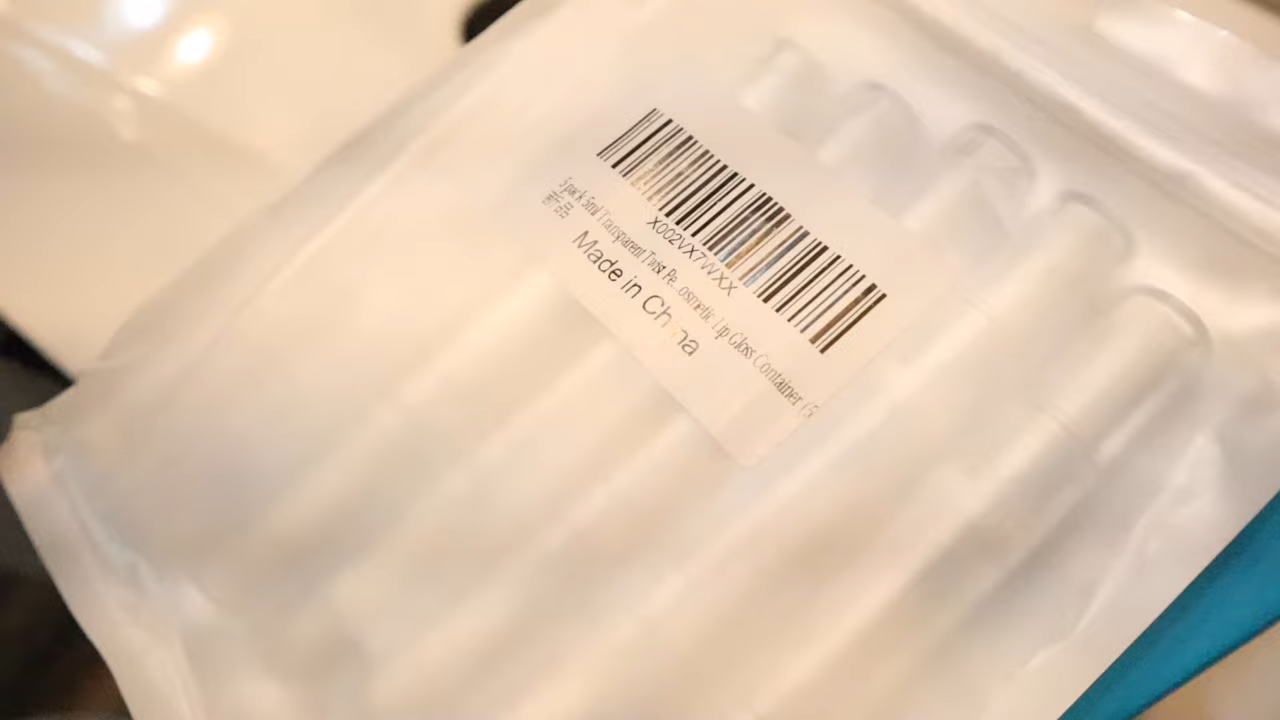 X002VX7WXX
5 pack 5ml Transparent Twist Pe...osmetic Lip Gloss Container (5
新品
Made in China